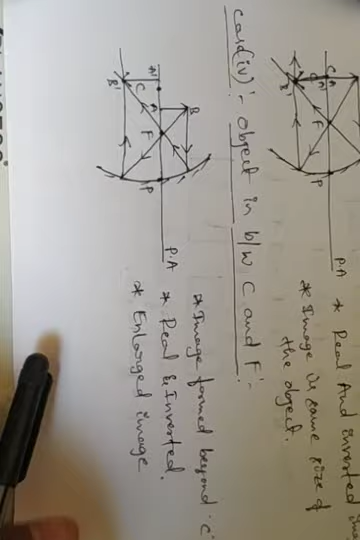 * Real And inverted
* Image is same size of
the object.
case(iv):- object in b/w C and F:-
*Image formed beyond 'C'
* Real & Inverted.
* Enlarged image
C
A
F
P
P.A
B'
B
A'
C
A
F
P
P.A
B'